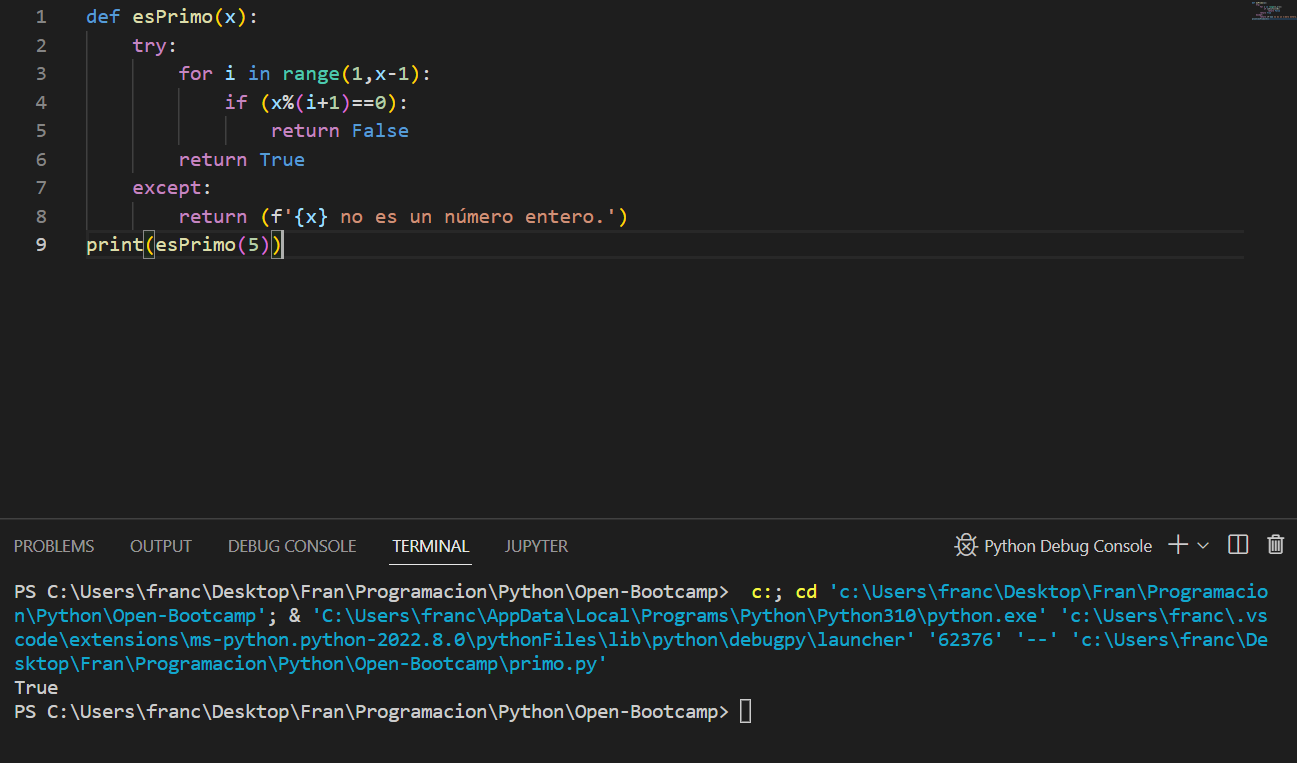 1 def esPrimo(x):
2     try:
3         for i in range(1,x-1):
4             if (x%(i+1)==0):
5                 return False
6         return True
7     except:
8         return (f'{x} no es un número entero.')
9 print(esPrimo(5))
PROBLEMS OUTPUT DEBUG CONSOLE TERMINAL JUPYTER Python Debug Console
PS C:\Users\franc\Desktop\Fran\Programacion\Python\Open-Bootcamp>  c:; cd 'c:\Users\franc\Desktop\Fran\Programacio
n\Python\Open-Bootcamp'; & 'C:\Users\franc\AppData\Local\Programs\Python\Python310\python.exe' 'c:\Users\franc\.vs
code\extensions\ms-python.python-2022.8.0\pythonFiles\lib\python\debugpy\launcher' '62376' '--' 'c:\Users\franc\De
sktop\Fran\Programacion\Python\Open-Bootcamp\primo.py'
True
PS C:\Users\franc\Desktop\Fran\Programacion\Python\Open-Bootcamp>